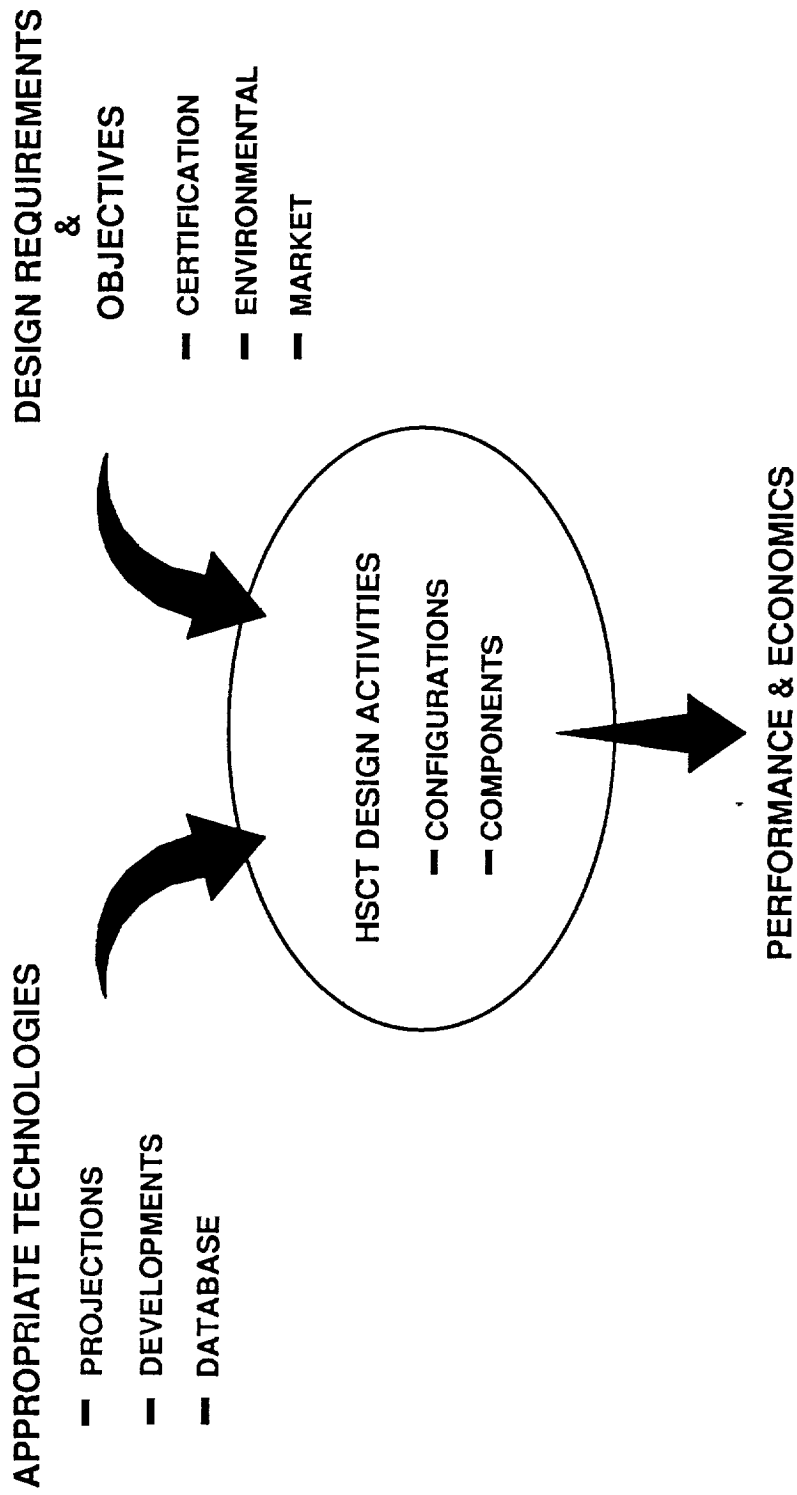 APPROPRIATE TECHNOLOGIES
– PROJECTIONS
– DEVELOPMENTS
– DATABASE
DESIGN REQUIREMENTS
&
OBJECTIVES
– CERTIFICATION
– ENVIRONMENTAL
– MARKET
HSCT DESIGN ACTIVITIES
– CONFIGURATIONS
– COMPONENTS
PERFORMANCE & ECONOMICS